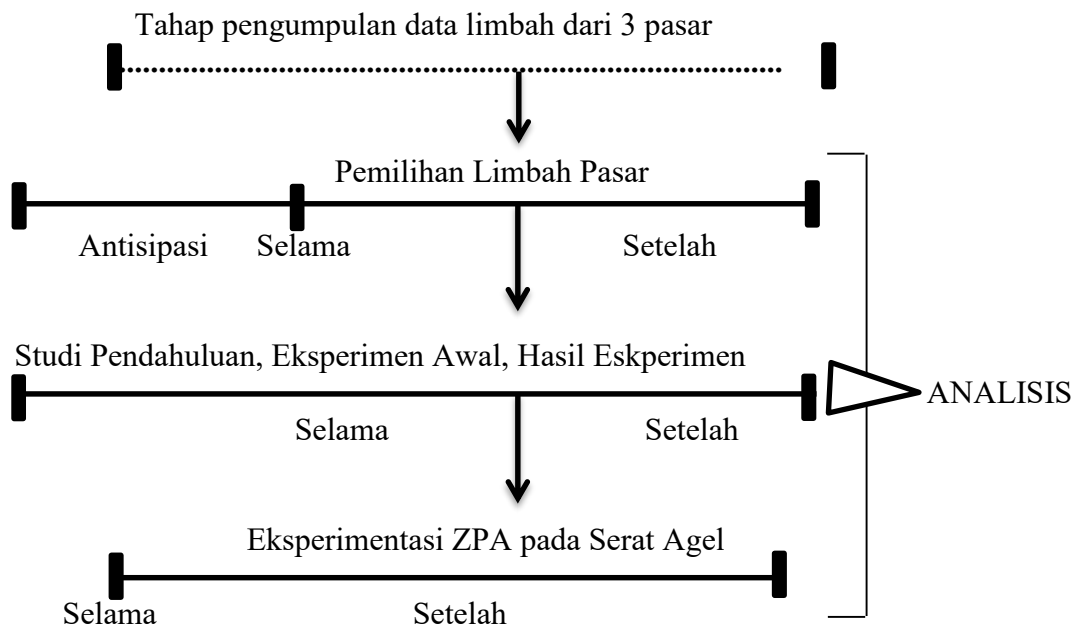 Tahap pengumpulan data limbah dari 3 pasar
Pemilihan Limbah Pasar
Antisipasi Selama Setelah
Studi Pendahuluan, Eksperimen Awal, Hasil Eskperimen
ANALISIS
Selama Setelah
Eksperimentasi ZPA pada Serat Agel
Selama Setelah